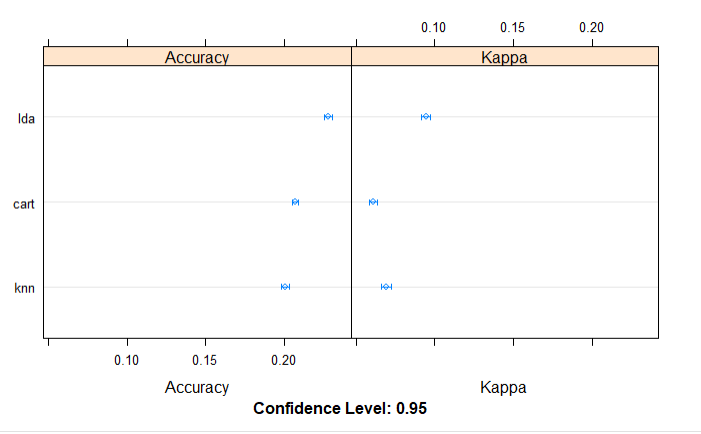 0.10 0.15 0.20
Accuracy Kappa
lda
cart
knn
0.10 0.15 0.20
Accuracy Kappa
Confidence Level: 0.95